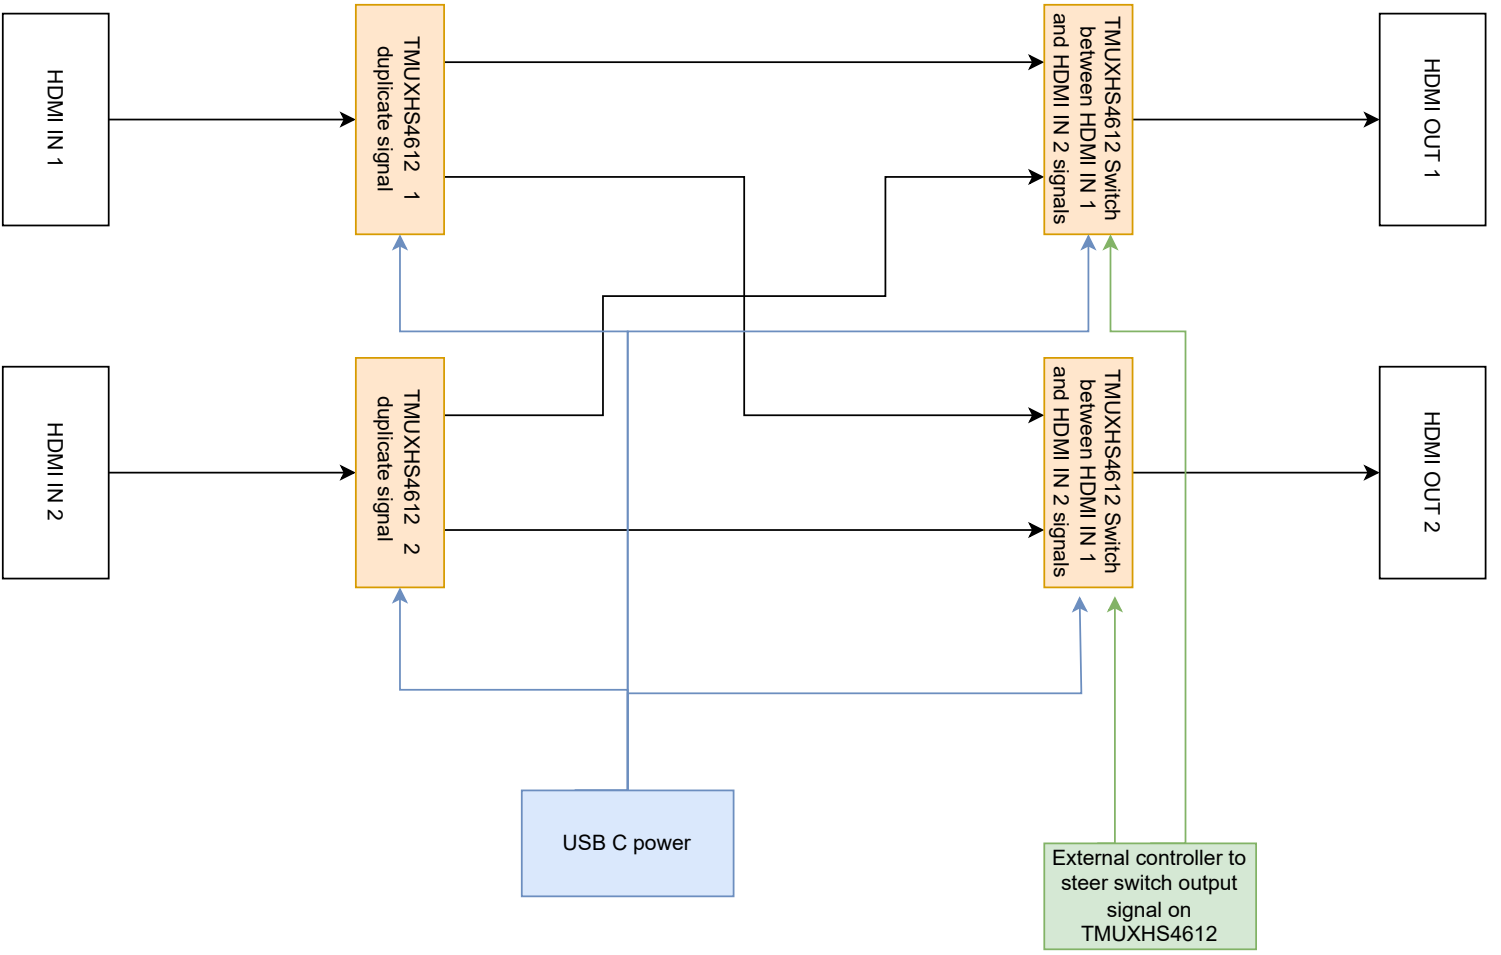 HDMI IN 1
TMUXHS4612 1
duplicate signal
TMUXHS4612 Switch
between HDMI IN 1
and HDMI IN 2 signals
HDMI OUT 1
HDMI IN 2
TMUXHS4612 2
duplicate signal
TMUXHS4612 Switch
between HDMI IN 1
and HDMI IN 2 signals
HDMI OUT 2
USB C power
External controller to
steer switch output
signal on
TMUXHS4612